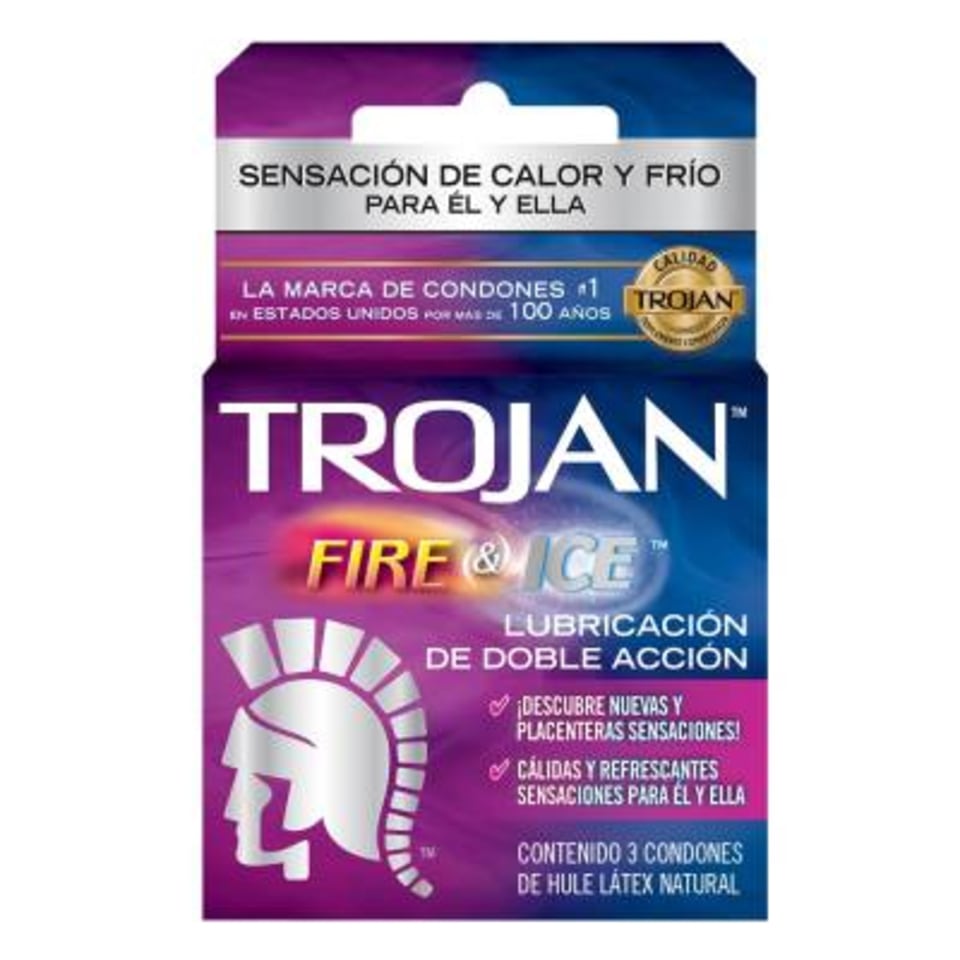 SENSACIÓN DE CALOR Y FRÍO
PARA ÉL Y ELLA
LA MARCA DE CONDONES #1
EN ESTADOS UNIDOS POR MÁS DE 100 AÑOS
CALIDAD
TROJAN
TROJAN™
FIRE & ICE™
LUBRICACIÓN
DE DOBLE ACCIÓN
¡DESCUBRE NUEVAS Y
PLACENTERAS SENSACIONES!
CÁLIDAS Y REFRESCANTES
SENSACIONES PARA ÉL Y ELLA
TM
CONTENIDO 3 CONDONES
DE HULE LÁTEX NATURAL